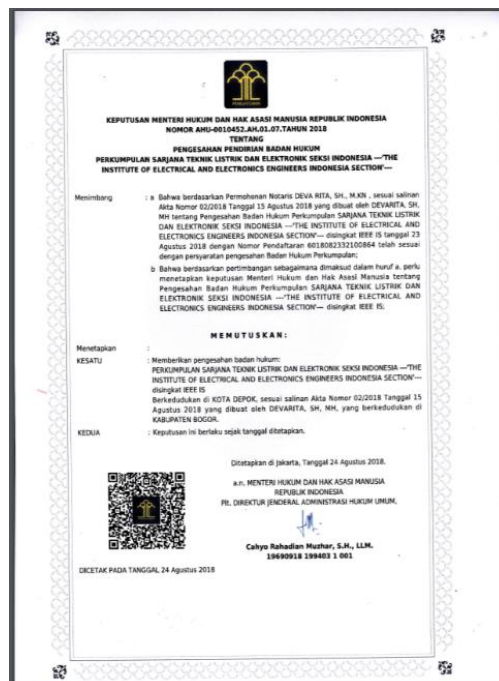 PENGAYOMAN
KEPUTUSAN MENTERI HUKUM DAN HAK ASASI MANUSIA REPUBLIK INDONESIA
NOMOR AHU-0010452.AH.01.07.TAHUN 2018
TENTANG
PENGESAHAN PENDIRIAN BADAN HUKUM
PERKUMPULAN SARJANA TEKNIK LISTRIK DAN ELEKTRONIK SEKSI INDONESIA ---'THE
INSTITUTE OF ELECTRICAL AND ELECTRONICS ENGINEERS INDONESIA SECTION'---
Menimbang : a Bahwa berdasarkan Permohonan Notaris DEVA RITA, SH., M.KN , sesuai salinan
Akta Nomor 02/2018 Tanggal 15 Agustus 2018 yang dibuat oleh DEVARITA, SH,
MH tentang Pengesahan Badan Hukum Perkumpulan SARJANA TEKNIK LISTRIK
DAN ELEKTRONIK SEKSI INDONESIA ---'THE INSTITUTE OF ELECTRICAL AND
ELECTRONICS ENGINEERS INDONESIA SECTION'--- disingkat IEEE IS tanggal 23
Agustus 2018 dengan Nomor Pendaftaran 6018082332100864 telah sesuai
dengan persyaratan pengesahan Badan Hukum Perkumpulan;
b Bahwa berdasarkan pertimbangan sebagaimana dimaksud dalam huruf a, perlu
menetapkan keputusan Menteri Hukum dan Hak Asasi Manusia tentang
Pengesahan Badan Hukum Perkumpulan SARJANA TEKNIK LISTRIK DAN
ELEKTRONIK SEKSI INDONESIA ---'THE INSTITUTE OF ELECTRICAL AND
ELECTRONICS ENGINEERS INDONESIA SECTION'--- disingkat IEEE IS;
M E M U T U S K A N :
Menetapkan :
KESATU : Memberikan pengesahan badan hukum:
PERKUMPULAN SARJANA TEKNIK LISTRIK DAN ELEKTRONIK SEKSI INDONESIA ---'THE
INSTITUTE OF ELECTRICAL AND ELECTRONICS ENGINEERS INDONESIA SECTION'---
disingkat IEEE IS
Berkedudukan di KOTA DEPOK, sesuai salinan Akta Nomor 02/2018 Tanggal 15
Agustus 2018 yang dibuat oleh DEVARITA, SH, MH, yang berkedudukan di
KABUPATEN BOGOR.
KEDUA : Keputusan ini berlaku sejak tanggal ditetapkan.
Ditetapkan di Jakarta, Tanggal 24 Agustus 2018.
a.n. MENTERI HUKUM DAN HAK ASASI MANUSIA
REPUBLIK INDONESIA
Plt. DIREKTUR JENDERAL ADMINISTRASI HUKUM UMUM,
Cahyo Rahadian Muzhar, S.H., LLM.
19690918 199403 1 001
DICETAK PADA TANGGAL 24 Agustus 2018